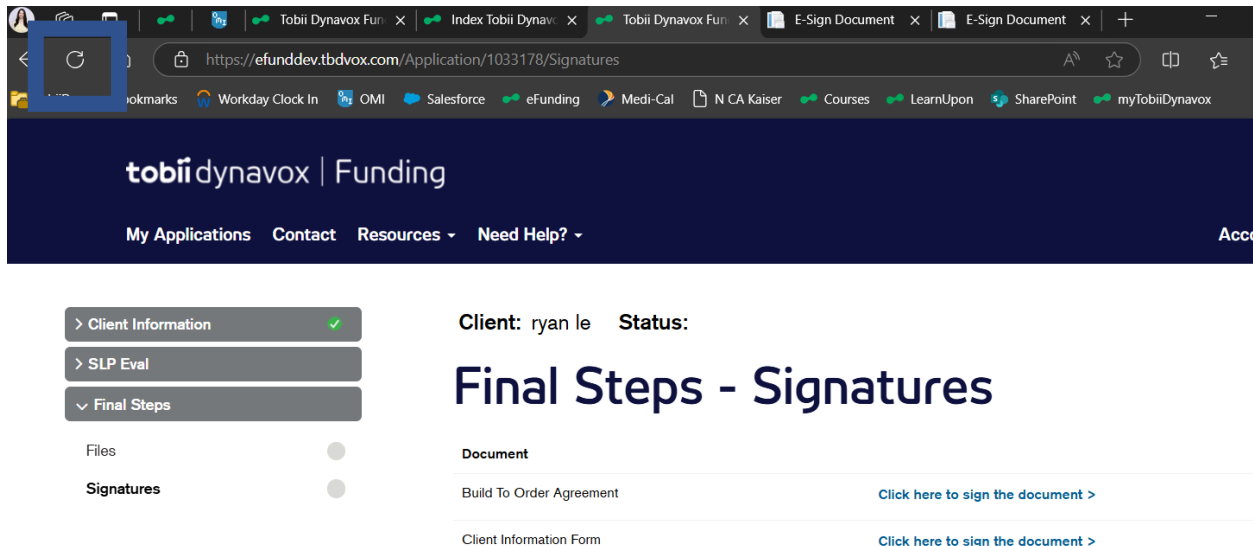 Tobii Dynavox Fun
Index Tobii Dynavo
Tobii Dynavox Fun
E-Sign Document
E-Sign Document
https://efunddev.tbdvox.com/Application/1033178/Signatures
Workday Clock In
OMI
Salesforce
eFunding
Medi-Cal
N CA Kaiser
Courses
LearnUpon
SharePoint
myTobiiDynavox
tobii dynavox | Funding
My Applications Contact Resources Need Help?
Client Information
SLP Eval
Final Steps
Files
Signatures
Client: ryan le Status:
Final Steps - Signatures
Document
Build To Order Agreement Click here to sign the document >
Client Information Form Click here to sign the document >